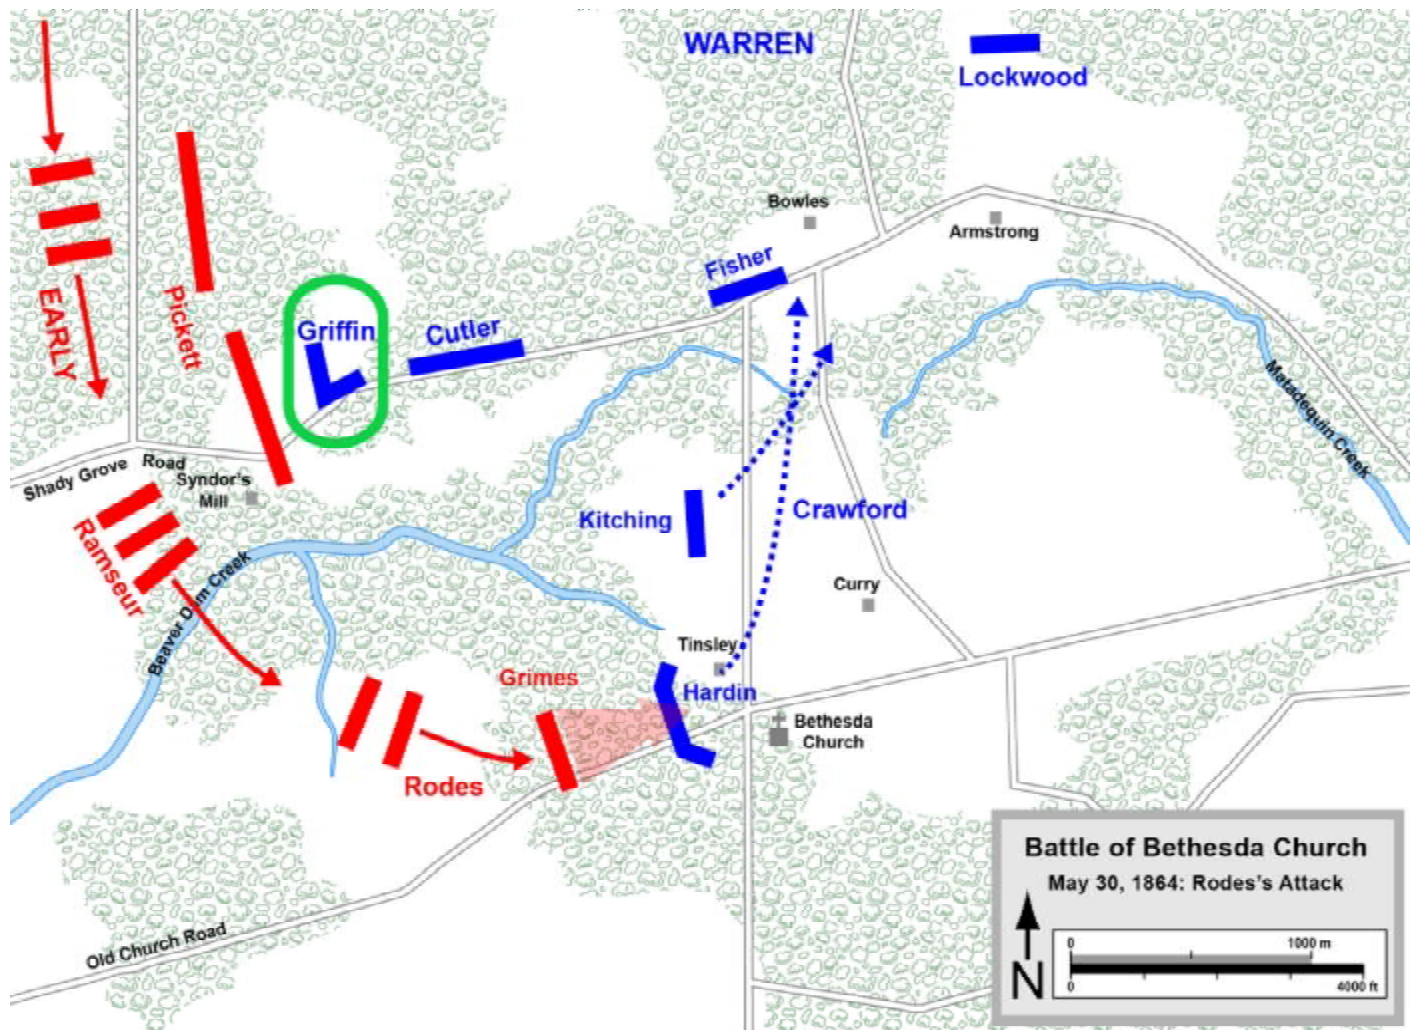 WARREN
Lockwood
Bowles
Armstrong
Fisher
EARLY
Pickett
Griffin
Cutler
Matadequin Creek
Shady Grove Road
Syndor's
Mill
Kitching
Crawford
Ramseur
Beaver Dam Creek
Curry
Tinsley
Grimes
Hardin
Bethesda
Church
Rodes
Old Church Road
Battle of Bethesda Church
May 30, 1864: Rodes's Attack
N
0
1000 m
0
4000 ft